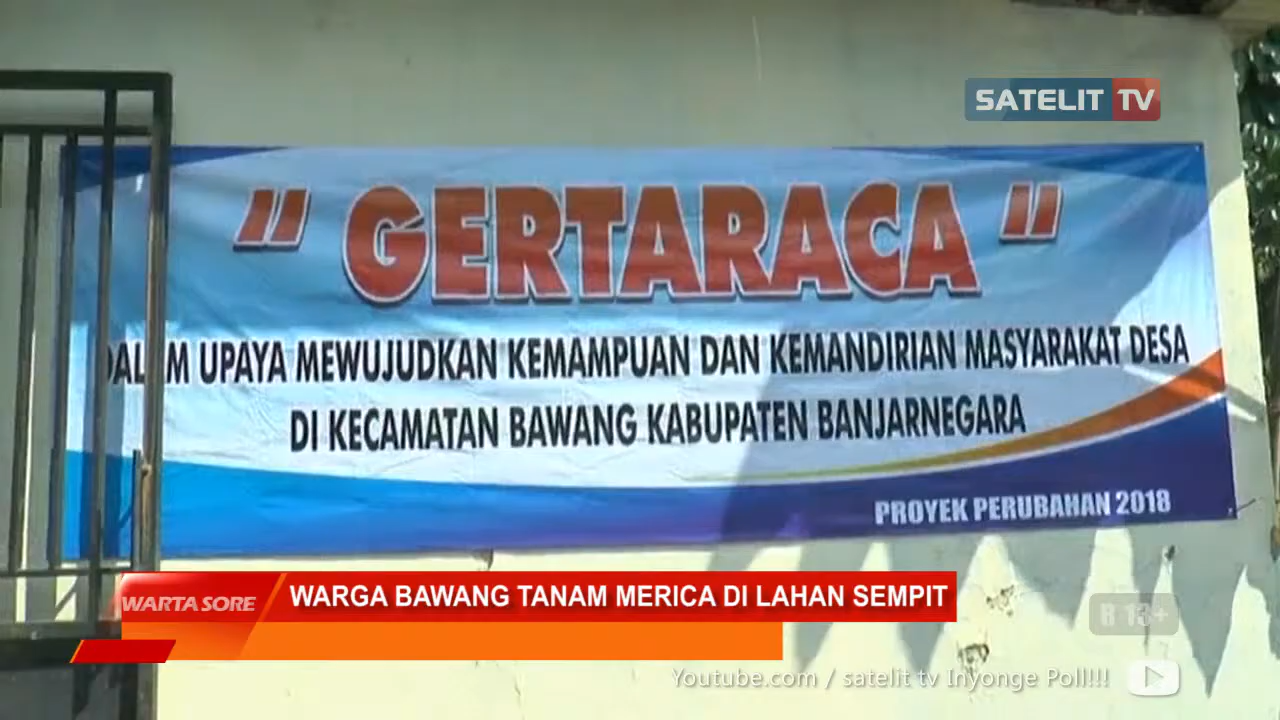 SATELIT TV
" GERTARACA "
DALAM UPAYA MEWUJUDKAN KEMAMPUAN DAN KEMANDIRIAN MASYARAKAT DESA
DI KECAMATAN BAWANG KABUPATEN BANJARNEGARA
PROYEK PERUBAHAN 2018
WARTA SORE
WARGA BAWANG TANAM MERICA DI LAHAN SEMPIT
R 13+
Youtube.com / satelit tv Inyonge Poll!!!